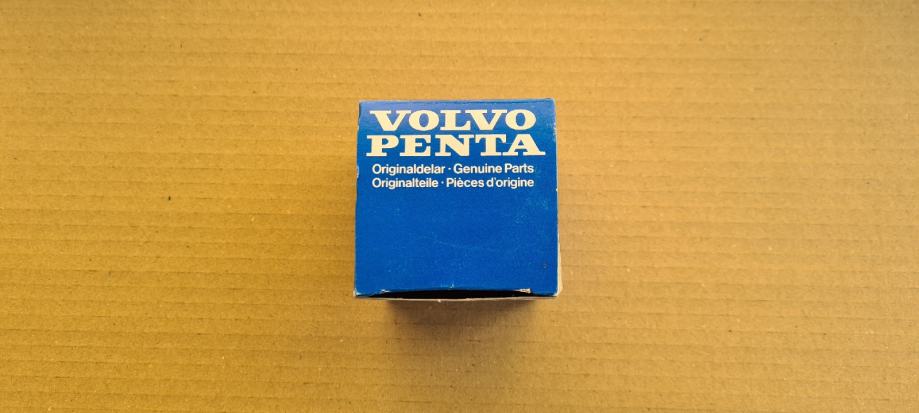 VOLVO
PENTA
Originaldelar · Genuine Parts
Originalteile · Pièces d'origine